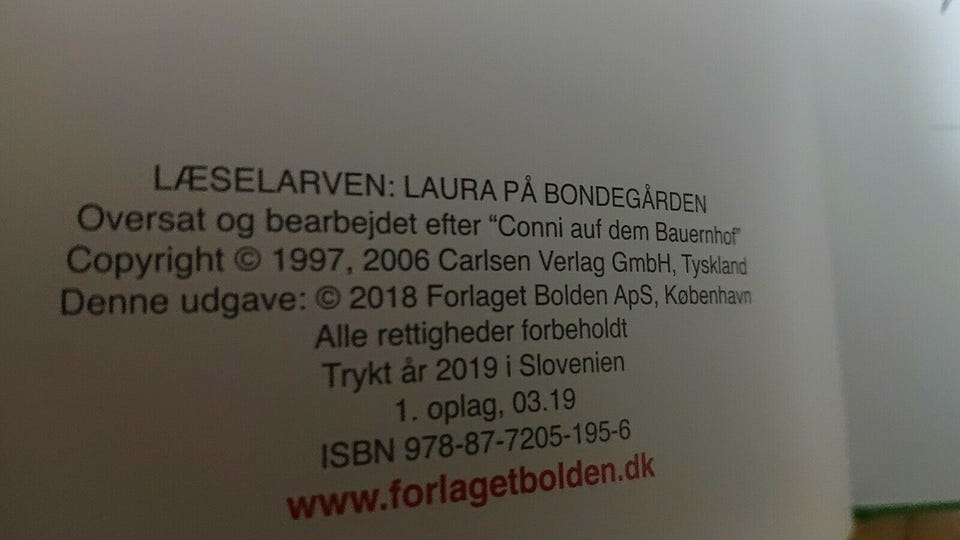 LÆSELARVEN: LAURA PÅ BONDEGÅRDEN
Oversat og bearbejdet efter "Conni auf dem Bauernhof"
Copyright © 1997, 2006 Carlsen Verlag GmbH, Tyskland
Denne udgave: © 2018 Forlaget Bolden ApS, København
Alle rettigheder forbeholdt
Trykt år 2019 i Slovenien
1. oplag, 03.19
ISBN 978-87-7205-195-6
www.forlagetbolden.dk